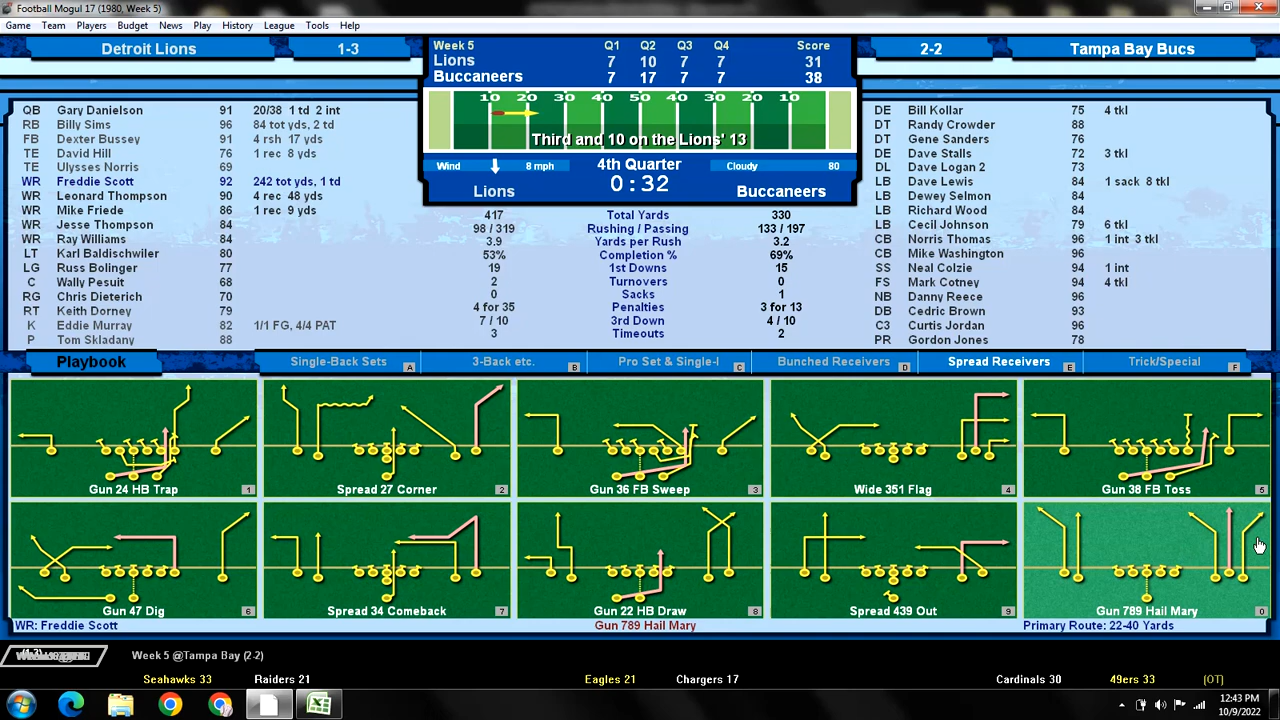 Football Mogul 17 (1980, Week 5)
Game Team Players Budget News Play History League Tools Help
Detroit Lions 1-3
Week 5 Q1 Q2 Q3 Q4 Score
Lions 7 10 7 7 31
Buccaneers 7 17 7 7 38
2-2 Tampa Bay Bucs
10 20 30 40 50 40 30 20 10
Third and 10 on the Lions' 13
Wind 8 mph 4th Quarter Cloudy 80
Lions 0:32 Buccaneers
QB Gary Danielson 91 20/38 1 td 2 int
RB Billy Sims 96 84 tot yds, 2 td
FB Dexter Bussey 91 4 rsh 17 yds
TE David Hill 76 1 rec 8 yds
TE Ulysses Norris 69
WR Freddie Scott 92 242 tot yds, 1 td
WR Leonard Thompson 90 4 rec 48 yds
WR Mike Friede 86 1 rec 9 yds
WR Jesse Thompson 84
WR Ray Williams 84
LT Karl Baldischwiler 80
LG Russ Bolinger 77
C Wally Pesuit 68
RG Chris Dieterich 70
RT Keith Dorney 79
K Eddie Murray 82 1/1 FG, 4/4 PAT
P Tom Skladany 88
417 Total Yards 330
98 / 319 Rushing / Passing 133 / 197
3.9 Yards per Rush 3.2
53% Completion % 69%
19 1st Downs 15
2 Turnovers 0
0 Sacks 1
4 for 35 Penalties 3 for 13
7 / 10 3rd Down 4 / 10
3 Timeouts 2
DE Bill Kollar 75 4 tkl
DT Randy Crowder 88
DT Gene Sanders 76
DE Dave Stalls 72 3 tkl
DL Dave Logan 2 73
LB Dave Lewis 84 1 sack 8 tkl
LB Dewey Selmon 84
LB Richard Wood 84
LB Cecil Johnson 79 6 tkl
CB Norris Thomas 96 1 int 3 tkl
CB Mike Washington 96
SS Neal Colzie 94 1 int
FS Mark Cotney 94 4 tkl
NB Danny Reece 96
DB Cedric Brown 93
C3 Curtis Jordan 96
PR Gordon Jones 78
Playbook Single-Back Sets A 3-Back etc. B Pro Set & Single-I C Bunched Receivers D Spread Receivers E Trick/Special F
Gun 24 HB Trap 1 Spread 27 Corner 2 Gun 36 FB Sweep 3 Wide 351 Flag 4 Gun 38 FB Toss 5
Gun 47 Dig 6 Spread 34 Comeback 7 Gun 22 HB Draw 8 Spread 439 Out 9 Gun 789 Hail Mary 0
WR: Freddie Scott Gun 789 Hail Mary Primary Route: 22-40 Yards
Week 5 @Tampa Bay (2-2)
Seahawks 33 Raiders 21 Eagles 21 Chargers 17 Cardinals 30 49ers 33 (OT)
12:43 PM
10/9/2022